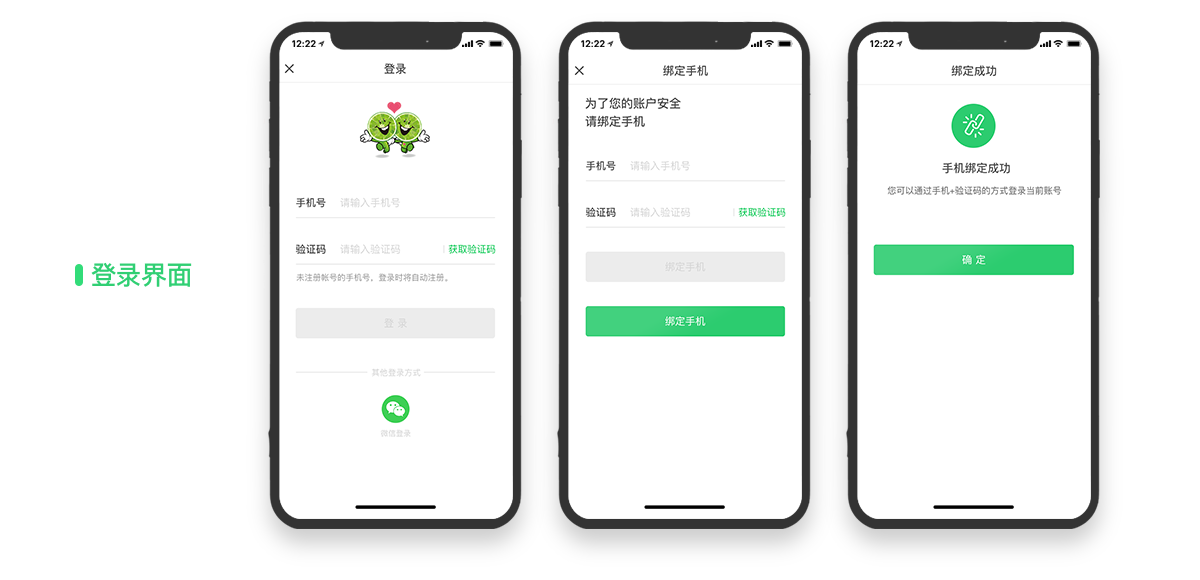 登录界面
12:22
登录
手机号 请输入手机号
验证码 请输入验证码 获取验证码
未注册帐号的手机号，登录时将自动注册。
登 录
其他登录方式
微信登录
12:22
绑定手机
为了您的账户安全
请绑定手机
手机号 请输入手机号
验证码 请输入验证码 获取验证码
绑定手机
绑定手机
12:22
绑定成功
手机绑定成功
您可以通过手机+验证码的方式登录当前账号
确 定